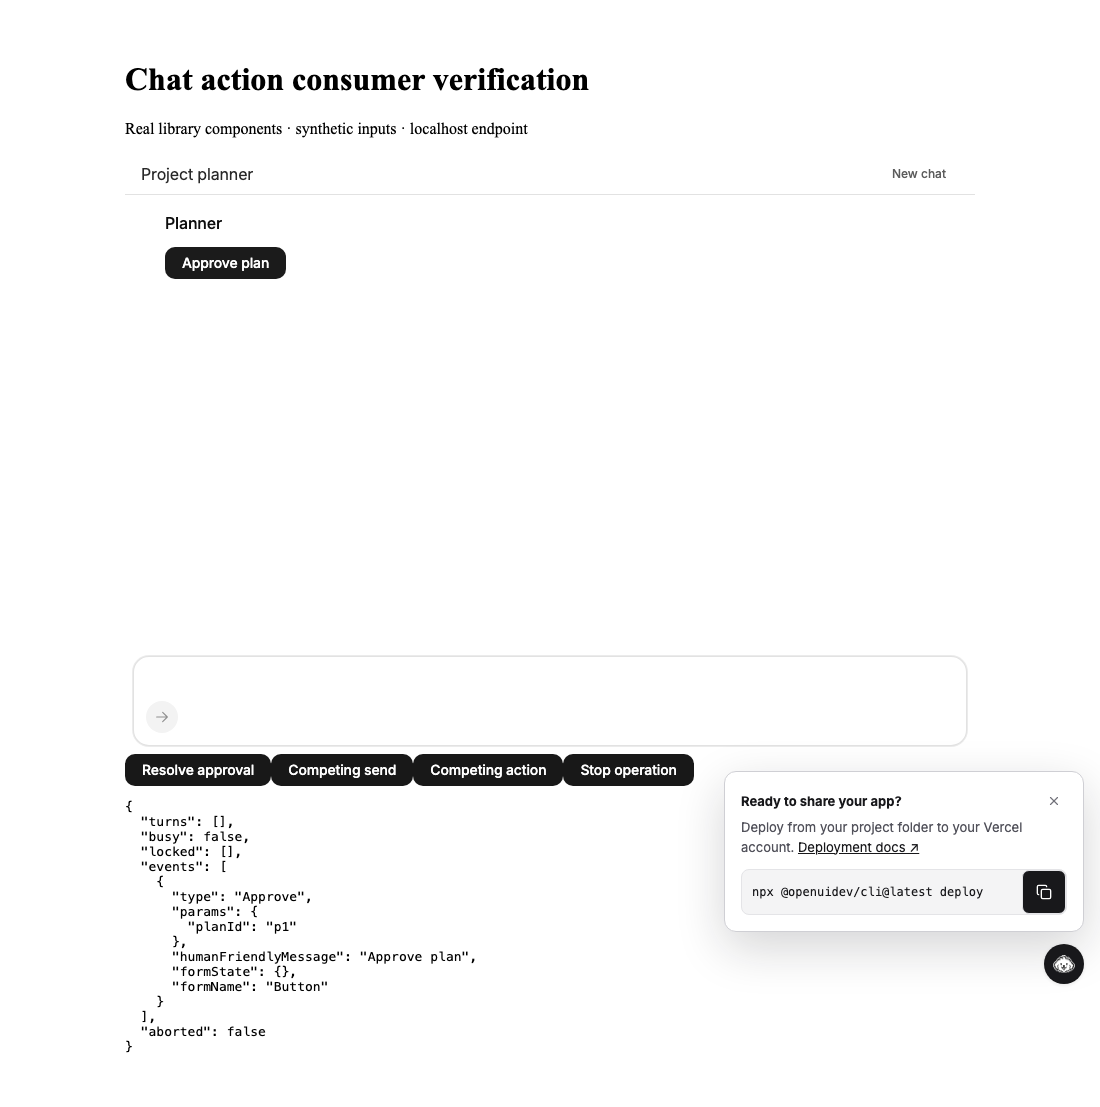 Chat action consumer verification
Real library components · synthetic inputs · localhost endpoint
Project planner
New chat
Planner
Approve plan
Resolve approval
Competing send
Competing action
Stop operation
{
  "turns": [],
  "busy": false,
  "locked": [],
  "events": [
    {
      "type": "Approve",
      "params": {
        "planId": "p1"
      },
      "humanFriendlyMessage": "Approve plan",
      "formState": {},
      "formName": "Button"
    }
  ],
  "aborted": false
}
Ready to share your app?
Deploy from your project folder to your Vercel
account. Deployment docs ↗
npx @openuidev/cli@latest deploy